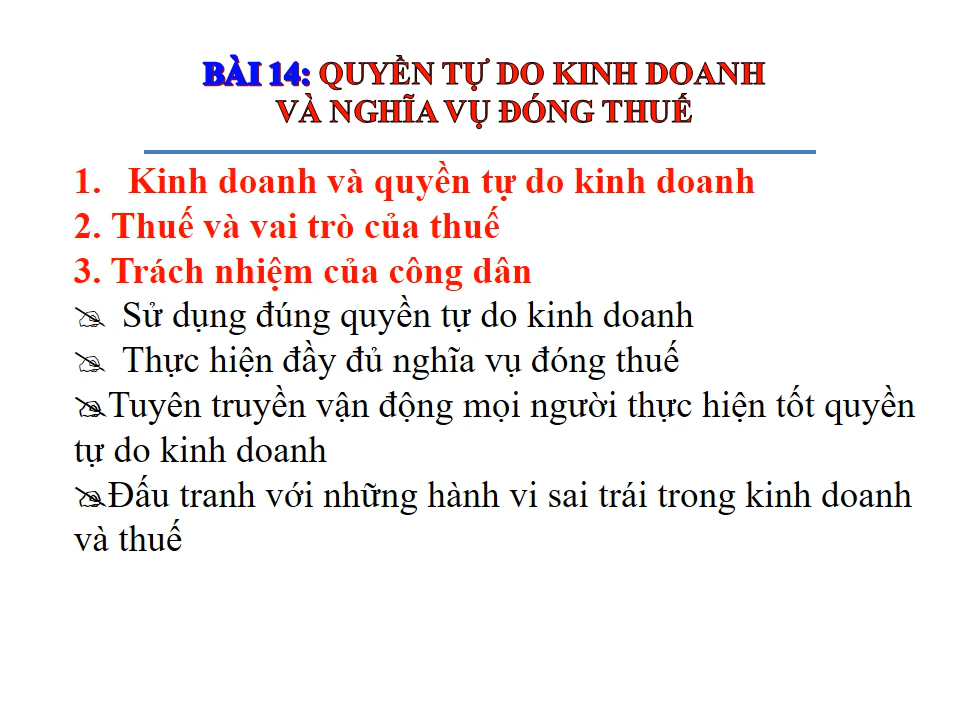 BÀI 14: QUYỀN TỰ DO KINH DOANH
VÀ NGHĨA VỤ ĐÓNG THUẾ
1. Kinh doanh và quyền tự do kinh doanh
2. Thuế và vai trò của thuế
3. Trách nhiệm của công dân
Sử dụng đúng quyền tự do kinh doanh
Thực hiện đầy đủ nghĩa vụ đóng thuế
Tuyên truyền vận động mọi người thực hiện tốt quyền
tự do kinh doanh
Đấu tranh với những hành vi sai trái trong kinh doanh
và thuế